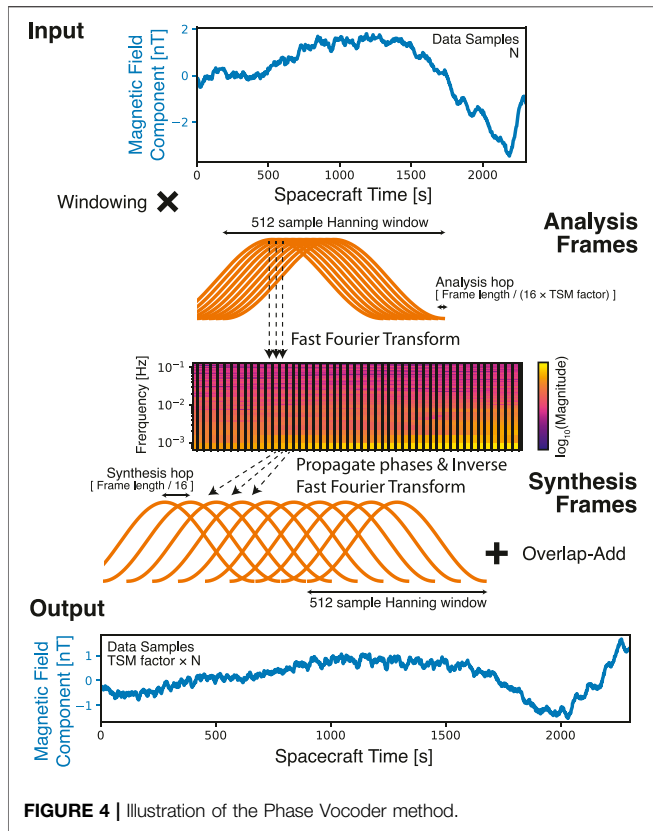 Input
Magnetic Field
Component [nT]
2
0
−2
Data Samples
N
0
500
1000
1500
2000
Spacecraft Time [s]
Windowing ×
512 sample Hanning window
Analysis
Frames
Analysis hop
[ Frame length / (16 × TSM factor) ]
Fast Fourier Transform
Frerquency [Hz]
10⁻¹
10⁻²
10⁻³
log₁₀(Magnitude)
Synthesis hop
[ Frame length / 16 ]
Propagate phases & Inverse
Fast Fourier Transform
Synthesis
Frames
+ Overlap-Add
512 sample Hanning window
Output
Magnetic Field
Component [nT]
1
0
−1
Data Samples
TSM factor × N
0
500
1000
1500
2000
Spacecraft Time [s]
FIGURE 4 | Illustration of the Phase Vocoder method.